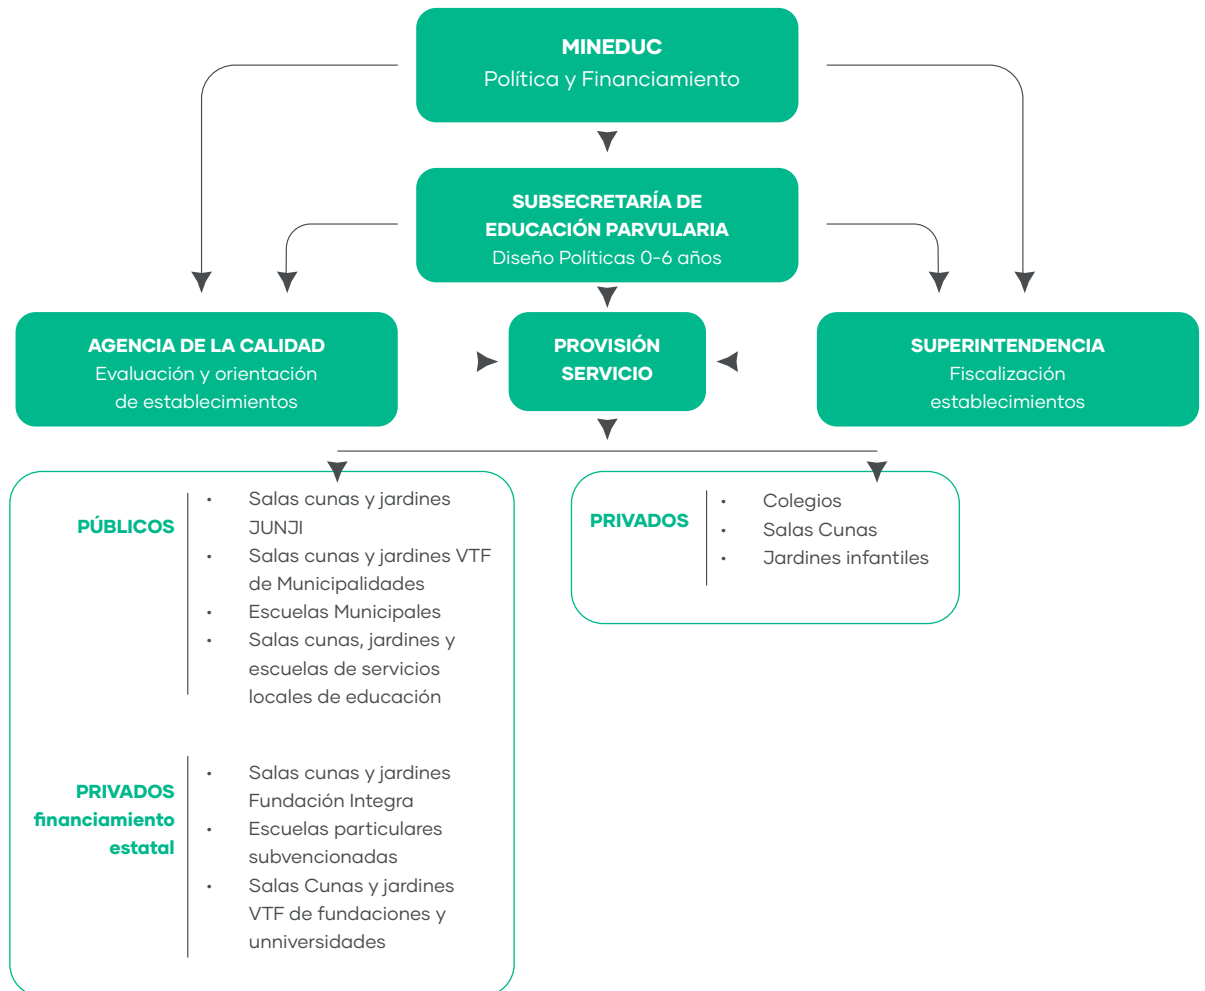 MINEDUC
Política y Financiamiento
SUBSECRETARÍA DE
EDUCACIÓN PARVULARIA
Diseño Políticas 0-6 años
AGENCIA DE LA CALIDAD
Evaluación y orientación
de establecimientos
PROVISIÓN
SERVICIO
SUPERINTENDENCIA
Fiscalización
establecimientos
PÚBLICOS
• Salas cunas y jardines
JUNJI
• Salas cunas y jardines VTF
de Municipalidades
• Escuelas Municipales
• Salas cunas, jardines y
escuelas de servicios
locales de educación
PRIVADOS
financiamiento
estatal
• Salas cunas y jardines
Fundación Integra
• Escuelas particulares
subvencionadas
• Salas Cunas y jardines
VTF de fundaciones y
unniversidades
PRIVADOS
• Colegios
• Salas Cunas
• Jardines infantiles